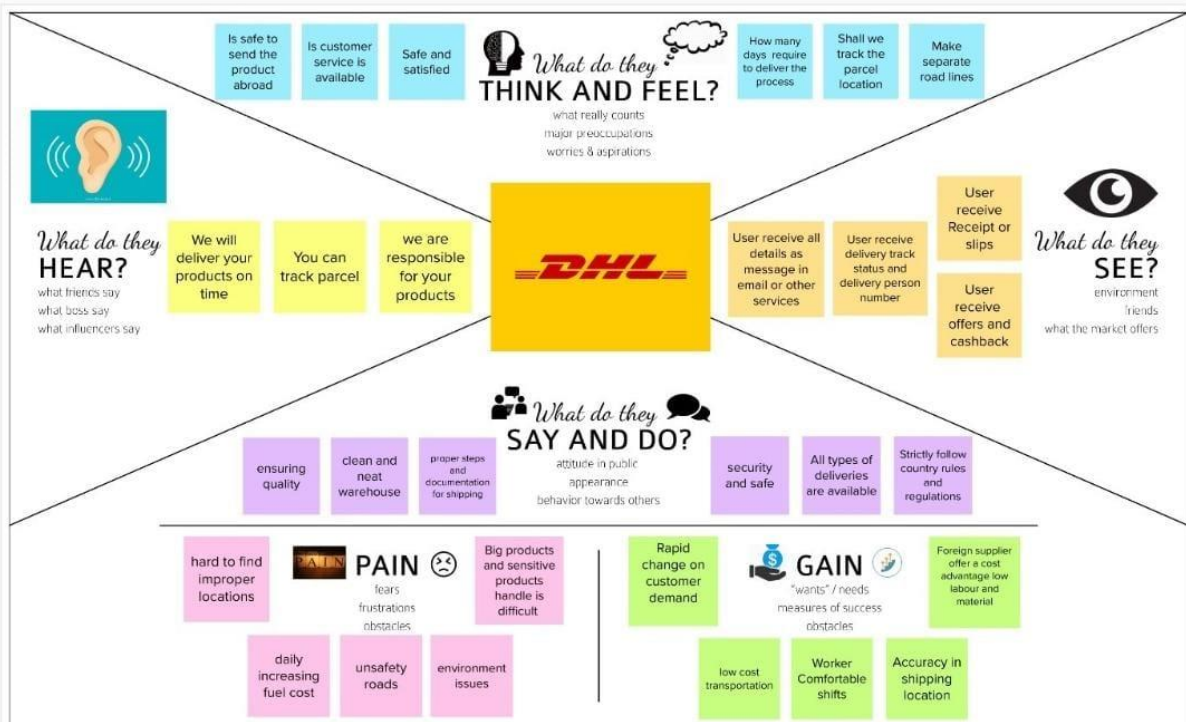 Is safe to
send the
product
abroad
Is customer
service is
available
Safe and
satisfied
What do they
THINK AND FEEL?
what really counts
major preoccupations
worries & aspirations
How many
days require
to deliver the
process
Shall we
track the
parcel
location
Make
separate
road lines
What do they
HEAR?
what friends say
what boss say
what influencers say
We will
deliver your
products on
time
You can
track parcel
we are
responsible
for your
products
DHL
User receive all
details as
message in
email or other
services
User receive
delivery track
status and
delivery person
number
User
receive
Receipt or
slips
User
receive
offers and
cashback
What do they
SEE?
environment
friends
what the market offers
What do they
SAY AND DO?
attitude in public
appearance
behavior towards others
ensuring
quality
clean and
neat
warehouse
proper steps
and
documentation
for shipping
security
and safe
All types of
deliveries
are available
Strictly follow
country rules
and
regulations
hard to find
improper
locations
PAIN
PAIN
fears
frustrations
obstacles
Big products
and sensitive
products
handle is
difficult
daily
increasing
fuel cost
unsafety
roads
environment
issues
Rapid
change on
customer
demand
$
GAIN
"wants" / needs
measures of success
obstacles
Foreign supplier
offer a cost
advantage low
labour and
material
low cost
transportation
Worker
Comfortable
shifts
Accuracy in
shipping
location